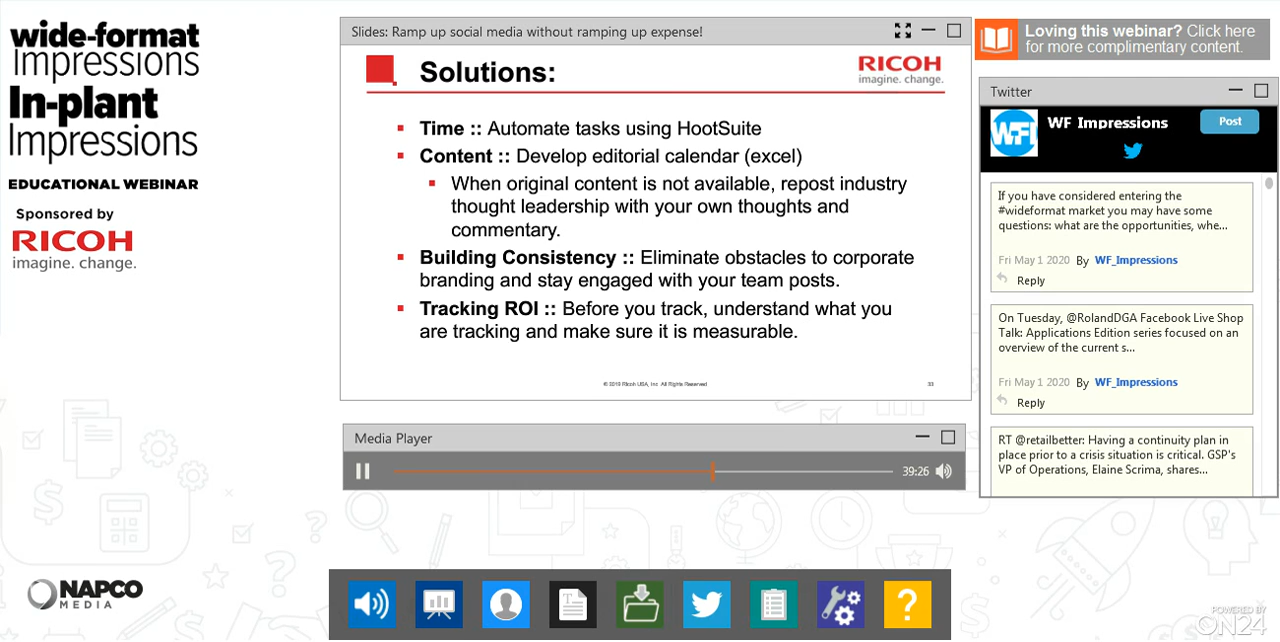 wide-format
Impressions
In-plant
Impressions
EDUCATIONAL WEBINAR
Sponsored by
RICOH
imagine. change.
Slides: Ramp up social media without ramping up expense!
Solutions:
RICOH
imagine. change.
Time :: Automate tasks using HootSuite
Content :: Develop editorial calendar (excel)
When original content is not available, repost industry
thought leadership with your own thoughts and
commentary.
Building Consistency :: Eliminate obstacles to corporate
branding and stay engaged with your team posts.
Tracking ROI :: Before you track, understand what you
are tracking and make sure it is measurable.
© 2019 Ricoh USA, Inc. All Rights Reserved
33
Media Player
39:26
Loving this webinar? Click here
for more complimentary content.
Twitter
WFI
WF Impressions
Post
If you have considered entering the
#wideformat market you may have some
questions: what are the opportunities, whe...
Fri May 1 2020 By WF_Impressions
Reply
On Tuesday, @RolandDGA Facebook Live Shop
Talk: Applications Edition series focused on an
overview of the current s...
Fri May 1 2020 By WF_Impressions
Reply
RT @retailbetter: Having a continuity plan in
place prior to a crisis situation is critical. GSP's
VP of Operations, Elaine Scrima, shares...
NAPCO
MEDIA
?
POWERED BY
ON24